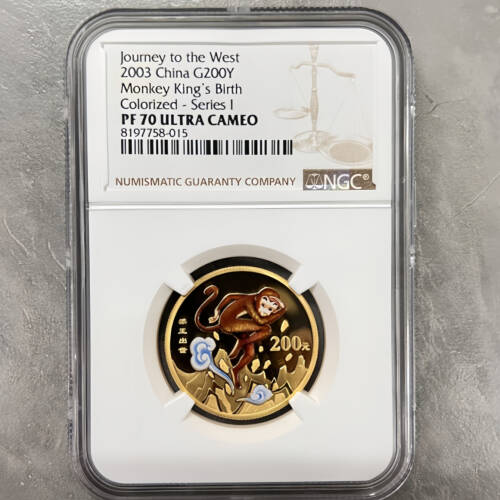 Journey to the West
2003 China G200Y
Monkey King's Birth
Colorized - Series I
PF 70 ULTRA CAMEO
8197758-015
NUMISMATIC GUARANTY COMPANY
NGC®
200元